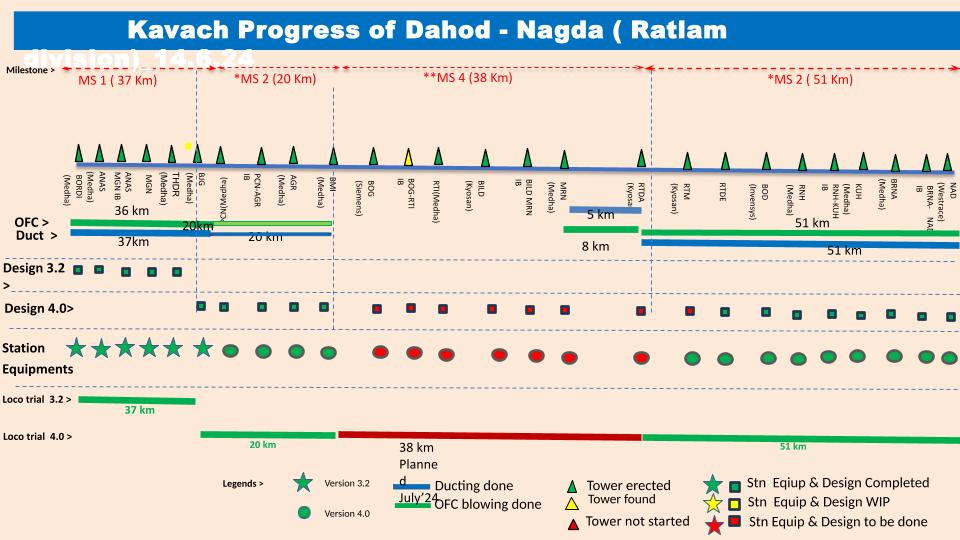 Kavach Progress of Dahod - Nagda ( Ratlam
division) 14.6.24
Milestone >
MS 1 ( 37 Km)
*MS 2 (20 Km)
**MS 4 (38 Km)
*MS 2 ( 51 Km)
BORDI
(Medha)
ANAS
(Medha)
ANAS
MGN IB
MGN
(Medha)
THDR
(Medha)
BJG
(Medha)
PCN(Medha)
PCN-AGR
IB
AGR
(Medha)
BMI
(Medha)
BOG
(Siemens)
BOG-RTI
IB
RTI(Medha)
BILD
(Kyosan)
BILD MRN
IB
MRN
(Medha)
RTDA
(Kyosa
RTM
(Kyosan)
RTDE
BOD
(Invensys)
RNH
(Medha)
RNH-KUH
IB
KUH
(Medha)
BRNA
(Medha)
BRNA- NAD
IB
NAD
(Westrace)
36 km
OFC >
20km
5 km
51 km
Duct >
37km
20 km
8 km
51 km
Design 3.2
>
Design 4.0>
Station
Equipments
Loco trial 3.2 >
37 km
Loco trial 4.0 >
20 km
38 km
Planne
d
July’24
51 km
Legends >
Version 3.2
Version 4.0
Ducting done
OFC blowing done
Tower erected
Tower found
Tower not started
Stn Eqiup & Design Completed
Stn Equip & Design WIP
Stn Equip & Design to be done